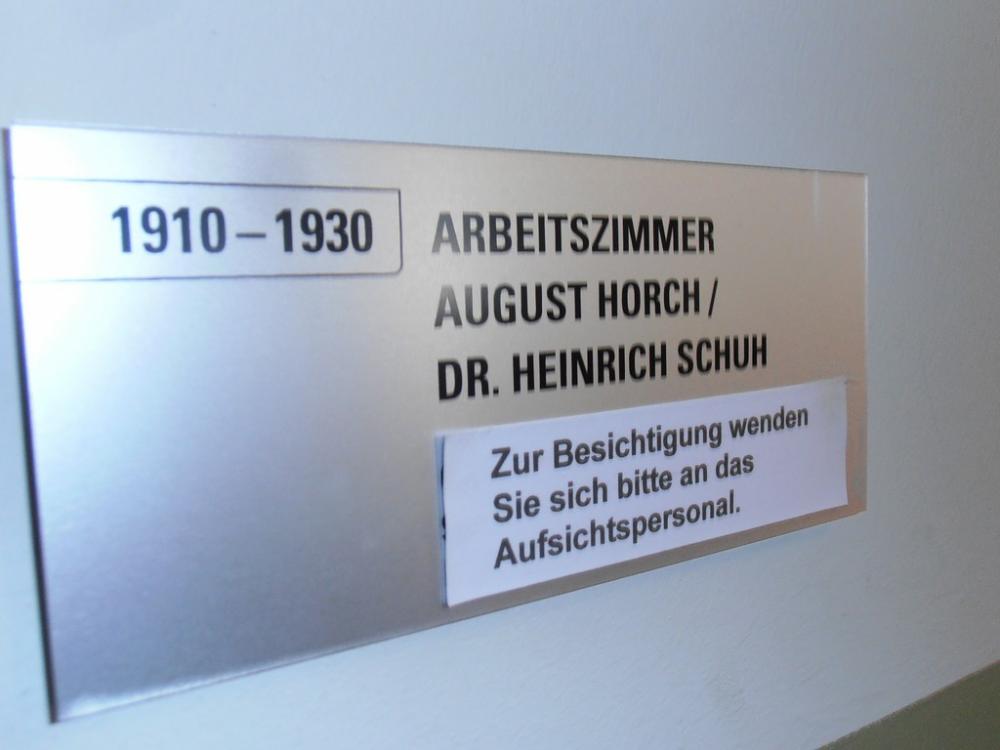 1910–1930
ARBEITSZIMMER
AUGUST HORCH /
DR. HEINRICH SCHUH
Zur Besichtigung wenden
Sie sich bitte an das
Aufsichtspersonal.